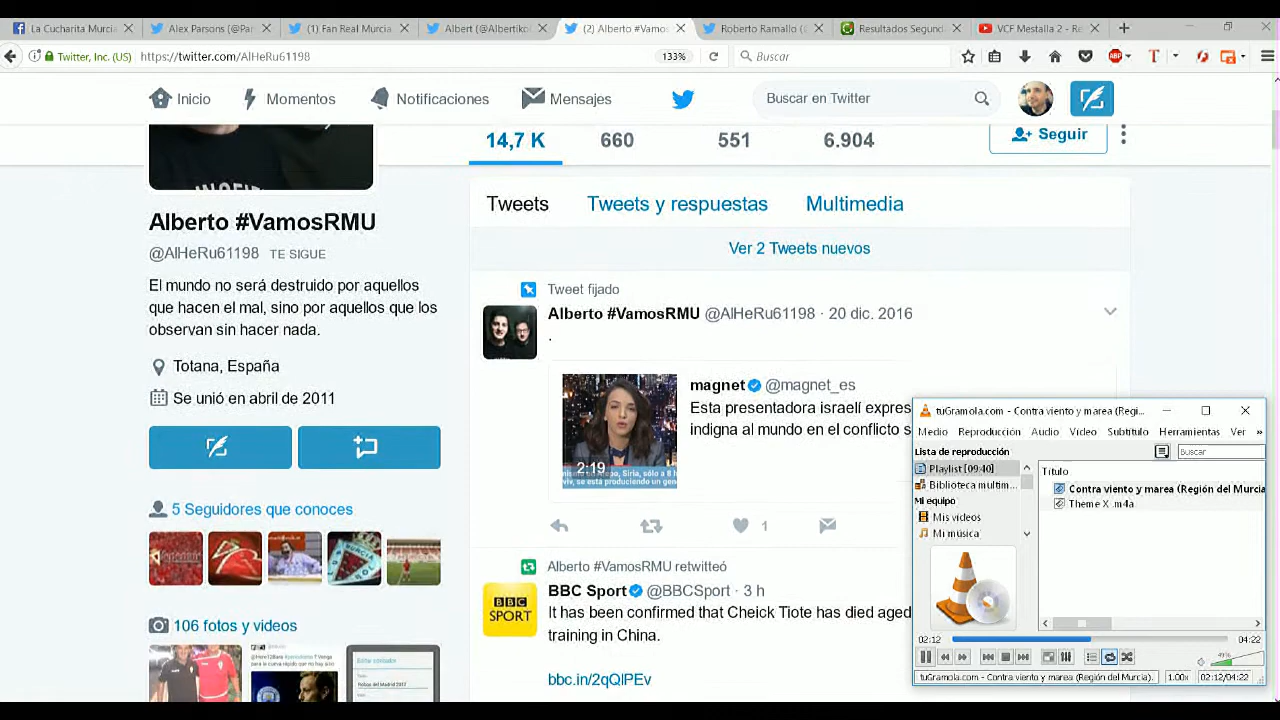 La Cucharita Murcia
Alex Parsons (@Par
(1) Fan Real Murcia
Albert (@Albertik
(2) Alberto #Vamos
Roberto Ramallo (
Resultados Segund
VCF Mestalla 2 - Re
Twitter, Inc. (US)
https://twitter.com/AlHeRu61198
133%
Buscar
ABP
Inicio
Momentos
Notificaciones
Mensajes
Buscar en Twitter
14,7 K
660
551
6.904
Seguir
Alberto #VamosRMU
@AlHeRu61198 TE SIGUE
El mundo no será destruido por aquellos
que hacen el mal, sino por aquellos que los
observan sin hacer nada.
Totana, España
Se unió en abril de 2011
5 Seguidores que conoces
106 fotos y videos
Tweets
Tweets y respuestas
Multimedia
Ver 2 Tweets nuevos
Tweet fijado
Alberto #VamosRMU @AlHeRu61198 · 20 dic. 2016
.
magnet @magnet_es
Esta presentadora israelí expres
indigna al mundo en el conflicto s
2:19
1
Alberto #VamosRMU retwitteó
BBC SPORT
BBC Sport @BBCSport · 3 h
It has been confirmed that Cheick Tiote has died aged
training in China.
bbc.in/2qQlPEv
tuGramola.com - Contra viento y marea (Regi...
Medio Reproducción Audio Vídeo Subtítulo Herramientas Ver »
Lista de reproducción
Buscar
Playlist [09:40]
Biblioteca multim...
Mi equipo
Mis vídeos
Mi música
Título
Contra viento y marea (Región del Murcia
Theme X .m4a
02:12
04:22
49%
tuGramola.com - Contra viento y marea (Región del Murcia).
1.00x
02:12/04:22